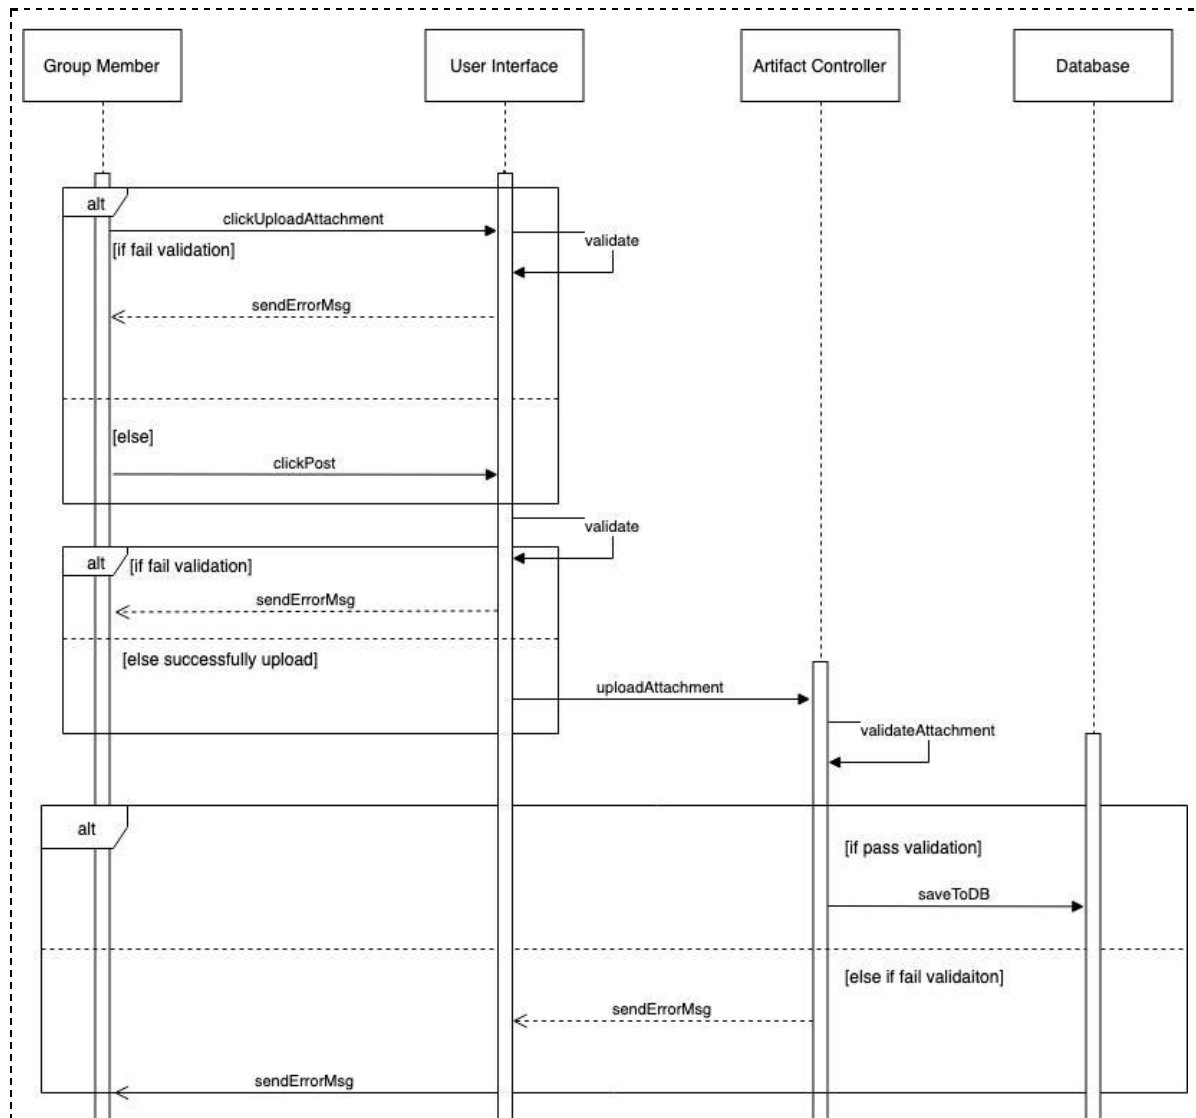 Group Member
User Interface
Artifact Controller
Database
alt
clickUploadAttachment
[if fail validation]
validate
sendErrorMsg
[else]
clickPost
validate
alt
[if fail validation]
sendErrorMsg
[else successfully upload]
uploadAttachment
validateAttachment
alt
[if pass validation]
saveToDB
[else if fail validaiton]
sendErrorMsg
sendErrorMsg